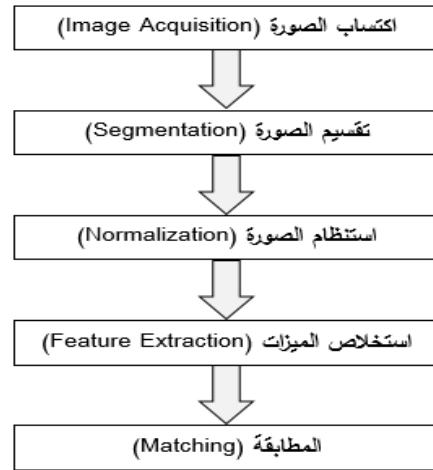 اكتساب الصورة (Image Acquisition)
تقسيم الصورة (Segmentation)
استنظام الصورة (Normalization)
استخلاص الميزات (Feature Extraction)
المطابقة (Matching)